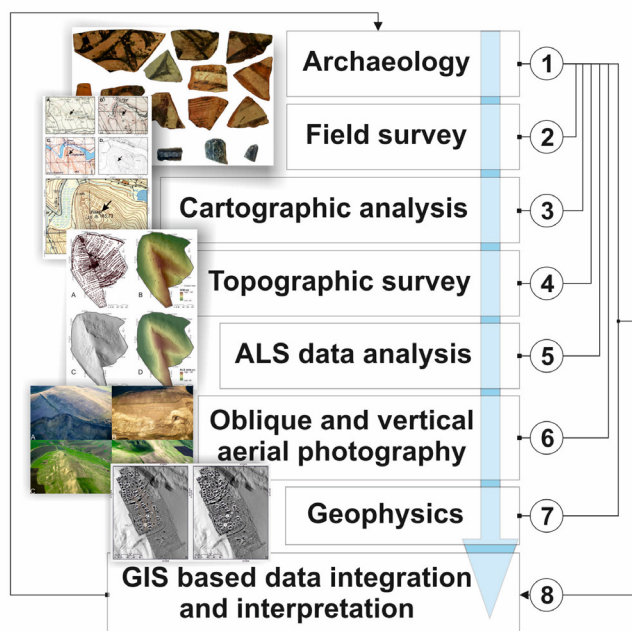 Archaeology
1
Field survey
2
Cartographic analysis
3
Topographic survey
4
ALS data analysis
5
Oblique and vertical
aerial photography
6
Geophysics
7
GIS based data integration
and interpretation
8
A
B
C
D
A
B
C